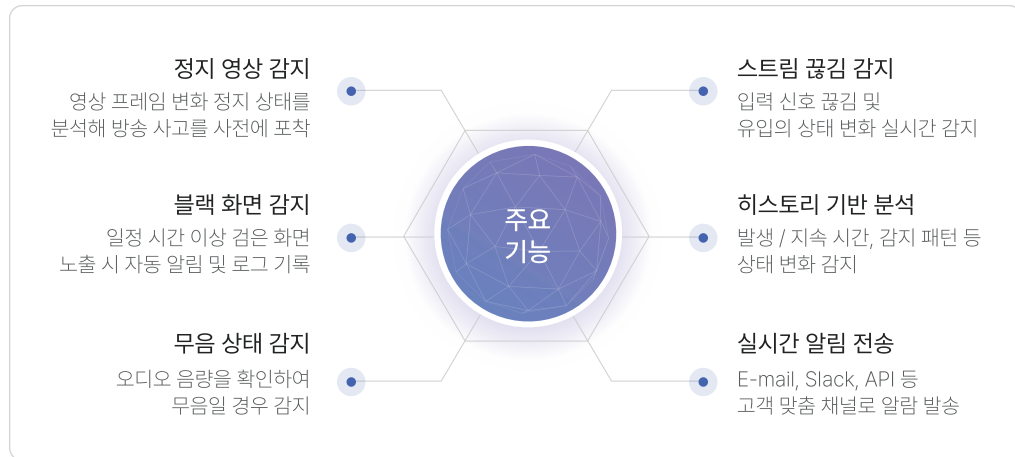 정지 영상 감지
영상 프레임 변화 정지 상태를
분석해 방송 사고를 사전에 포착
블랙 화면 감지
일정 시간 이상 검은 화면
노출 시 자동 알림 및 로그 기록
무음 상태 감지
오디오 음량을 확인하여
무음일 경우 감지
주요
기능
스트림 끊김 감지
입력 신호 끊김 및
유입의 상태 변화 실시간 감지
히스토리 기반 분석
발생 / 지속 시간, 감지 패턴 등
상태 변화 감지
실시간 알림 전송
E-mail, Slack, API 등
고객 맞춤 채널로 알람 발송